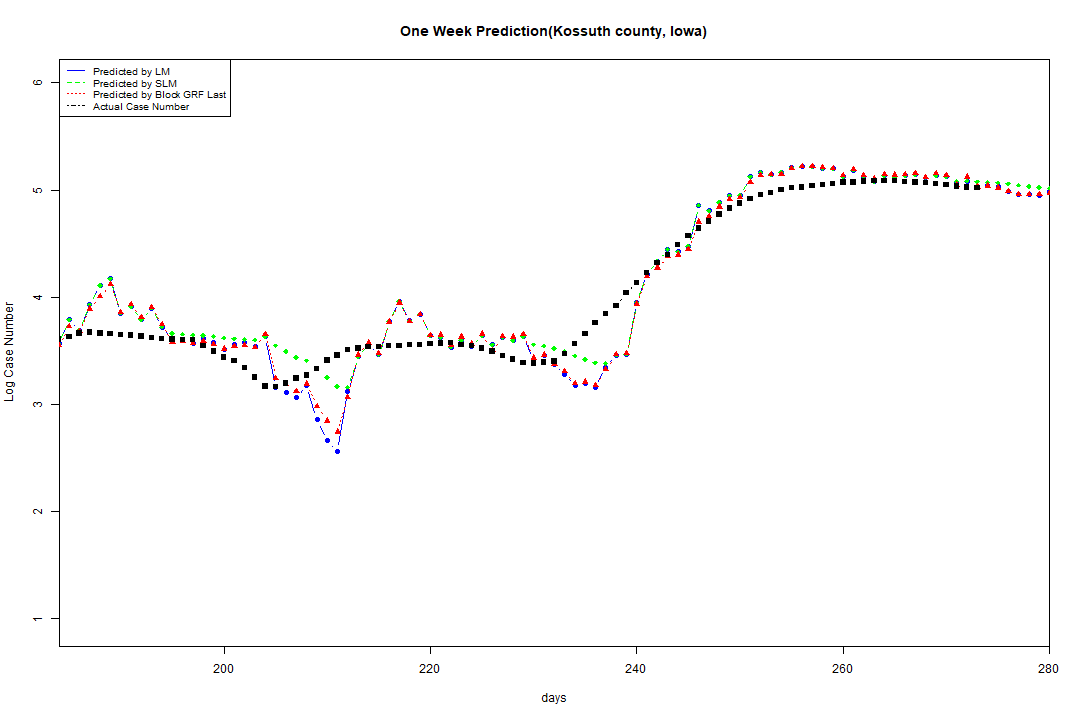 One Week Prediction(Kossuth county, Iowa)
Predicted by LM
Predicted by SLM
Predicted by Block GRF Last
Actual Case Number
6
5
4
3
2
1
Log Case Number
200
220
240
260
280
days